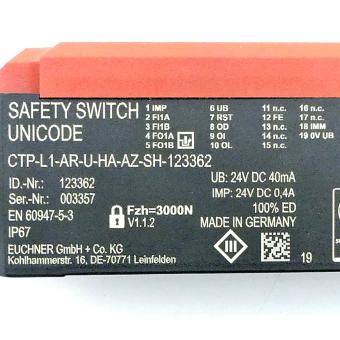 SAFETY SWITCH
UNICODE
1 IMP 6 UB 11 n.c. 16 n.c.
2 FI1A 7 RST 12 FE 17 n.c.
3 FI1B 8 OD 13 n.c. 18 IMM
4 FO1A 9 OI 14 n.c. 19 0V UB
5 FO1B 10 OL 15 n.c.
CTP-L1-AR-U-HA-AZ-SH-123362
ID.-Nr.: 123362 UB: 24V DC 40mA
Ser.-Nr.: 003357 IMP: 24V DC 0,4A
EN 60947-5-3 Fzh=3000N 100% ED
IP67 V1.1.2 MADE IN GERMANY
EUCHNER GmbH + Co. KG
Kohlhammerstr. 16, DE-70771 Leinfelden
III
19